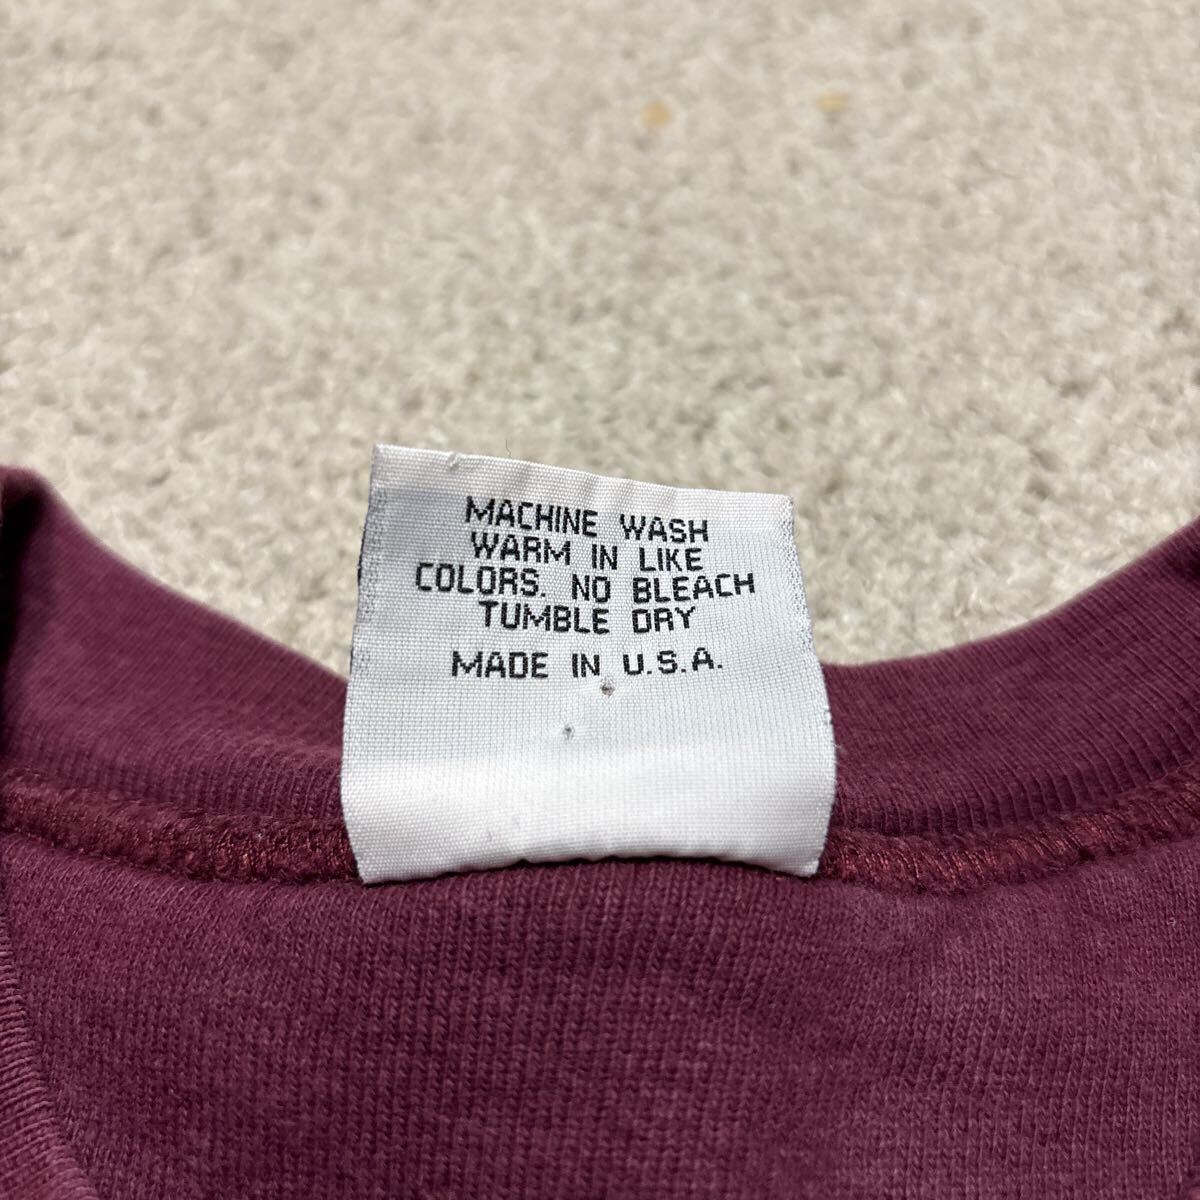 MACHINE WASH
WARM IN LIKE
COLORS. NO BLEACH
TUMBLE DRY
MADE IN U.S.A.